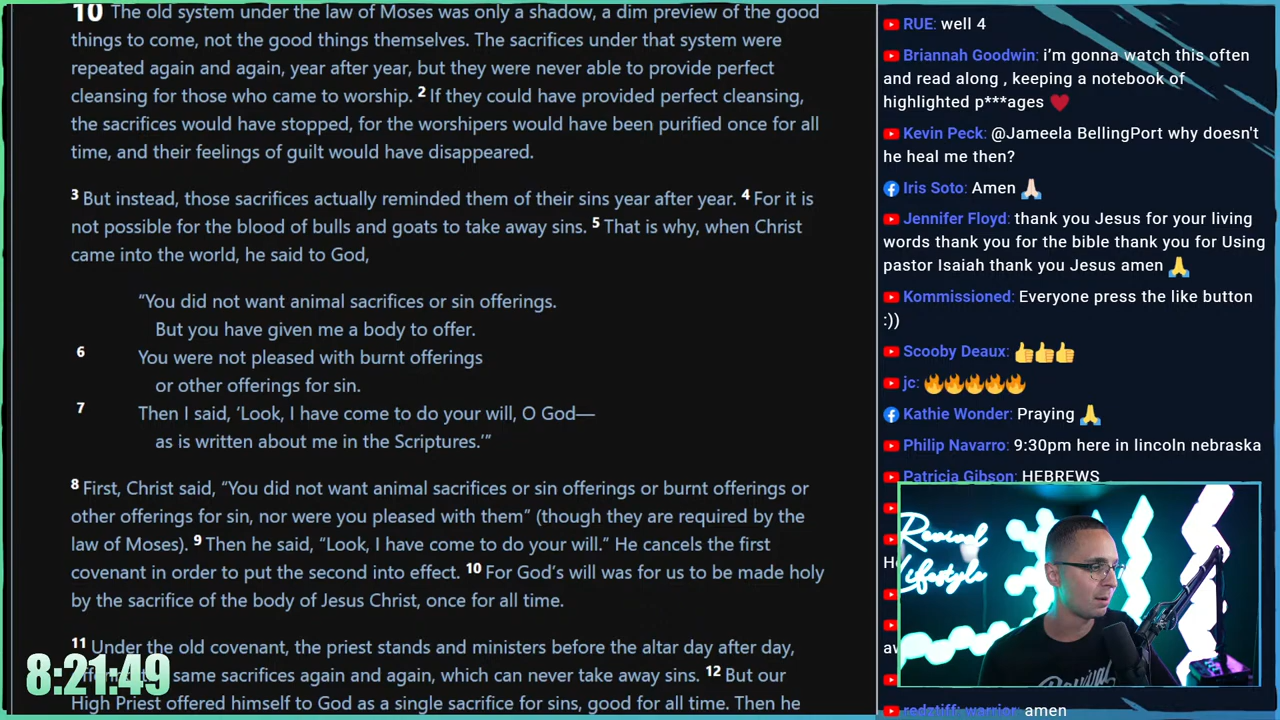 10 The old system under the law of Moses was only a shadow, a dim preview of the good
things to come, not the good things themselves. The sacrifices under that system were
repeated again and again, year after year, but they were never able to provide perfect
cleansing for those who came to worship. 2 If they could have provided perfect cleansing,
the sacrifices would have stopped, for the worshipers would have been purified once for all
time, and their feelings of guilt would have disappeared.
3 But instead, those sacrifices actually reminded them of their sins year after year. 4 For it is
not possible for the blood of bulls and goats to take away sins. 5 That is why, when Christ
came into the world, he said to God,
“You did not want animal sacrifices or sin offerings.
But you have given me a body to offer.
6 You were not pleased with burnt offerings
or other offerings for sin.
7 Then I said, ‘Look, I have come to do your will, O God—
as is written about me in the Scriptures.’”
8 First, Christ said, “You did not want animal sacrifices or sin offerings or burnt offerings or
other offerings for sin, nor were you pleased with them” (though they are required by the
law of Moses). 9 Then he said, “Look, I have come to do your will.” He cancels the first
covenant in order to put the second into effect. 10 For God’s will was for us to be made holy
by the sacrifice of the body of Jesus Christ, once for all time.
11 Under the old covenant, the priest stands and ministers before the altar day after day,
same sacrifices again and again, which can never take away sins. 12 But our
High Priest offered himself to God as a single sacrifice for sins, good for all time. Then he
8:21:49
RUE: well 4
Briannah Goodwin: i’m gonna watch this often
and read along , keeping a notebook of
highlighted p***ages ❤️
Kevin Peck: @Jameela BellingPort why doesn't
he heal me then?
Iris Soto: Amen 🙏🏻
Jennifer Floyd: thank you Jesus for your living
words thank you for the bible thank you for Using
pastor Isaiah thank you Jesus amen 🙏
Kommissioned: Everyone press the like button
:))
Scooby Deaux: 👍👍👍
jc: 🔥🔥🔥🔥🔥
Kathie Wonder: Praying 🙏
Philip Navarro: 9:30pm here in lincoln nebraska
Patricia Gibson: HEBREWS
Revival
Lifestyle
Revival
redztiff: warrior: amen